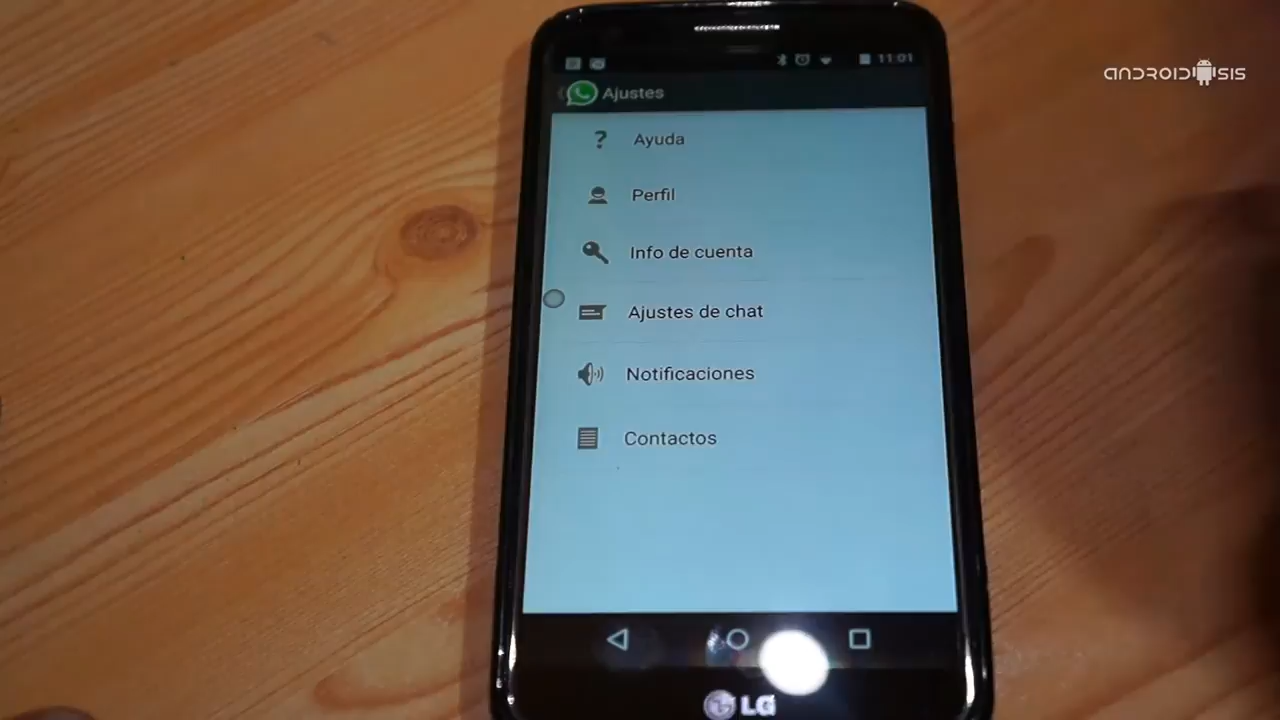 11:01
ANDROIDSIS
Ajustes
? Ayuda
Perfil
Info de cuenta
Ajustes de chat
Notificaciones
Contactos
LG